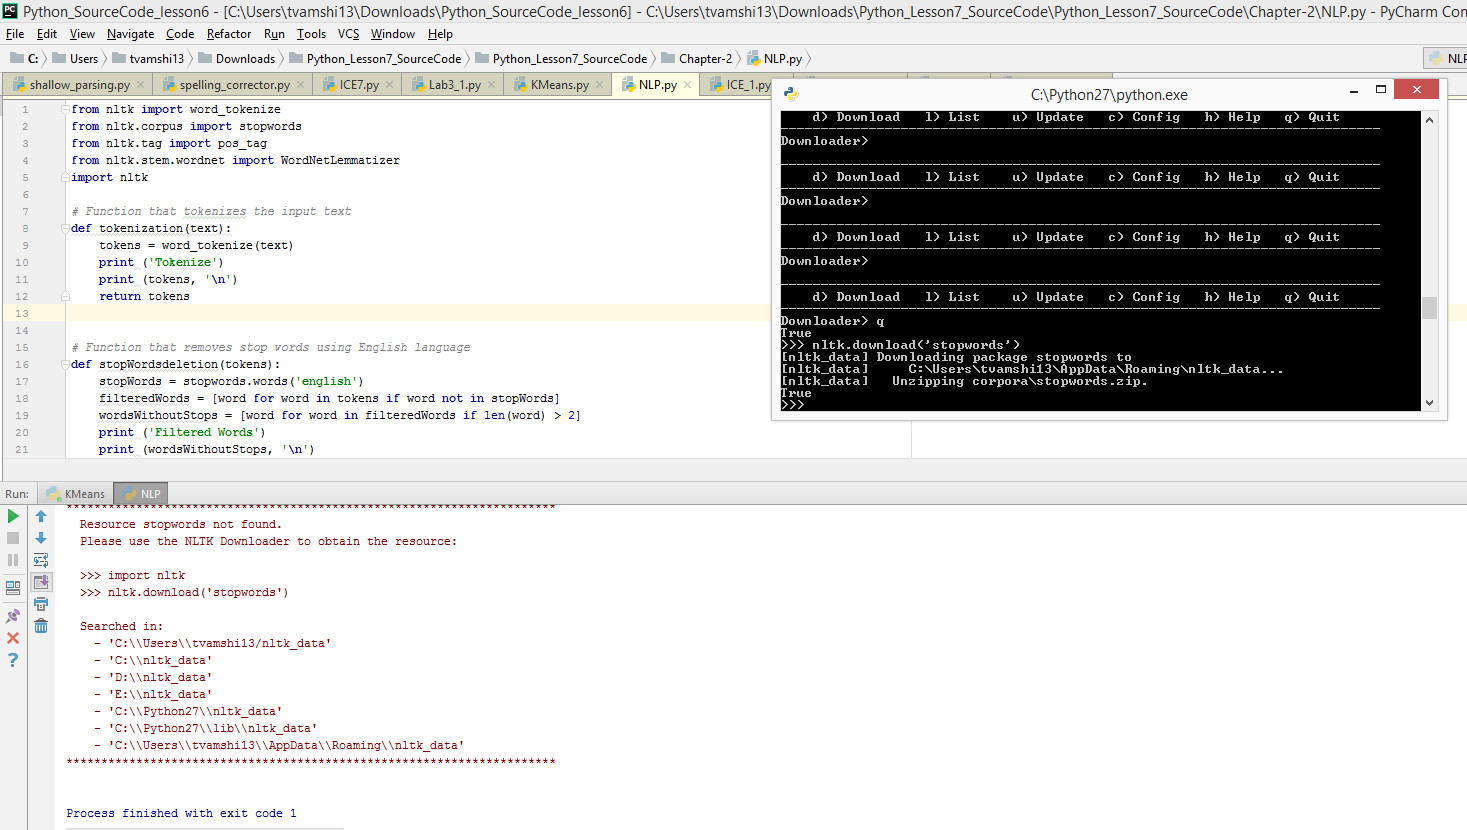 Python_SourceCode_lesson6 - [C:\Users\tvamshi13\Downloads\Python_SourceCode_lesson6] - C:\Users\tvamshi13\Downloads\Python_Lesson7_SourceCode\Python_Lesson7_SourceCode\Chapter-2\NLP.py - PyCharm Con
File Edit View Navigate Code Refactor Run Tools VCS Window Help
C: Users tvamshi13 Downloads Python_Lesson7_SourceCode Python_Lesson7_SourceCode Chapter-2 NLP.py NLP
shallow_parsing.py spelling_corrector.py ICE7.py Lab3_1.py KMeans.py NLP.py ICE_1.py
1 from nltk import word_tokenize
2 from nltk.corpus import stopwords
3 from nltk.tag import pos_tag
4 from nltk.stem.wordnet import WordNetLemmatizer
5 import nltk
6
7 # Function that tokenizes the input text
8 def tokenization(text):
9 tokens = word_tokenize(text)
10 print ('Tokenize')
11 print (tokens, '\n')
12 return tokens
13
14
15 # Function that removes stop words using English language
16 def stopWordsdeletion(tokens):
17 stopWords = stopwords.words('english')
18 filteredWords = [word for word in tokens if word not in stopWords]
19 wordsWithoutStops = [word for word in filteredWords if len(word) > 2]
20 print ('Filtered Words')
21 print (wordsWithoutStops, '\n')
C:\Python27\python.exe
d) Download l) List u) Update c) Config h) Help q) Quit
---------------------------------------------------------------------------
Downloader>
---------------------------------------------------------------------------
d) Download l) List u) Update c) Config h) Help q) Quit
---------------------------------------------------------------------------
Downloader>
---------------------------------------------------------------------------
d) Download l) List u) Update c) Config h) Help q) Quit
---------------------------------------------------------------------------
Downloader>
---------------------------------------------------------------------------
d) Download l) List u) Update c) Config h) Help q) Quit
---------------------------------------------------------------------------
Downloader> q
True
>>> nltk.download('stopwords')
[nltk_data] Downloading package stopwords to
[nltk_data] C:\Users\tvamshi13\AppData\Roaming\nltk_data...
[nltk_data] Unzipping corpora\stopwords.zip.
True
>>>
Run: KMeans NLP
**********************************************************************
Resource stopwords not found.
Please use the NLTK Downloader to obtain the resource:
>>> import nltk
>>> nltk.download('stopwords')
Searched in:
- 'C:\\Users\\tvamshi13/nltk_data'
- 'C:\\nltk_data'
- 'D:\\nltk_data'
- 'E:\\nltk_data'
- 'C:\\Python27\\nltk_data'
- 'C:\\Python27\\lib\\nltk_data'
- 'C:\\Users\\tvamshi13\\AppData\\Roaming\\nltk_data'
**********************************************************************
Process finished with exit code 1